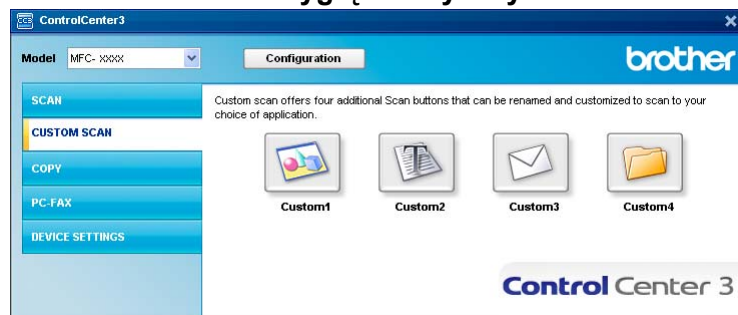 ControlCenter3
Model MFC- XXXX Configuration brother
SCAN
CUSTOM SCAN
COPY
PC-FAX
DEVICE SETTINGS
Custom scan offers four additional Scan buttons that can be renamed and customized to scan to your
choice of application.
Custom1 Custom2 Custom3 Custom4
Control Center 3